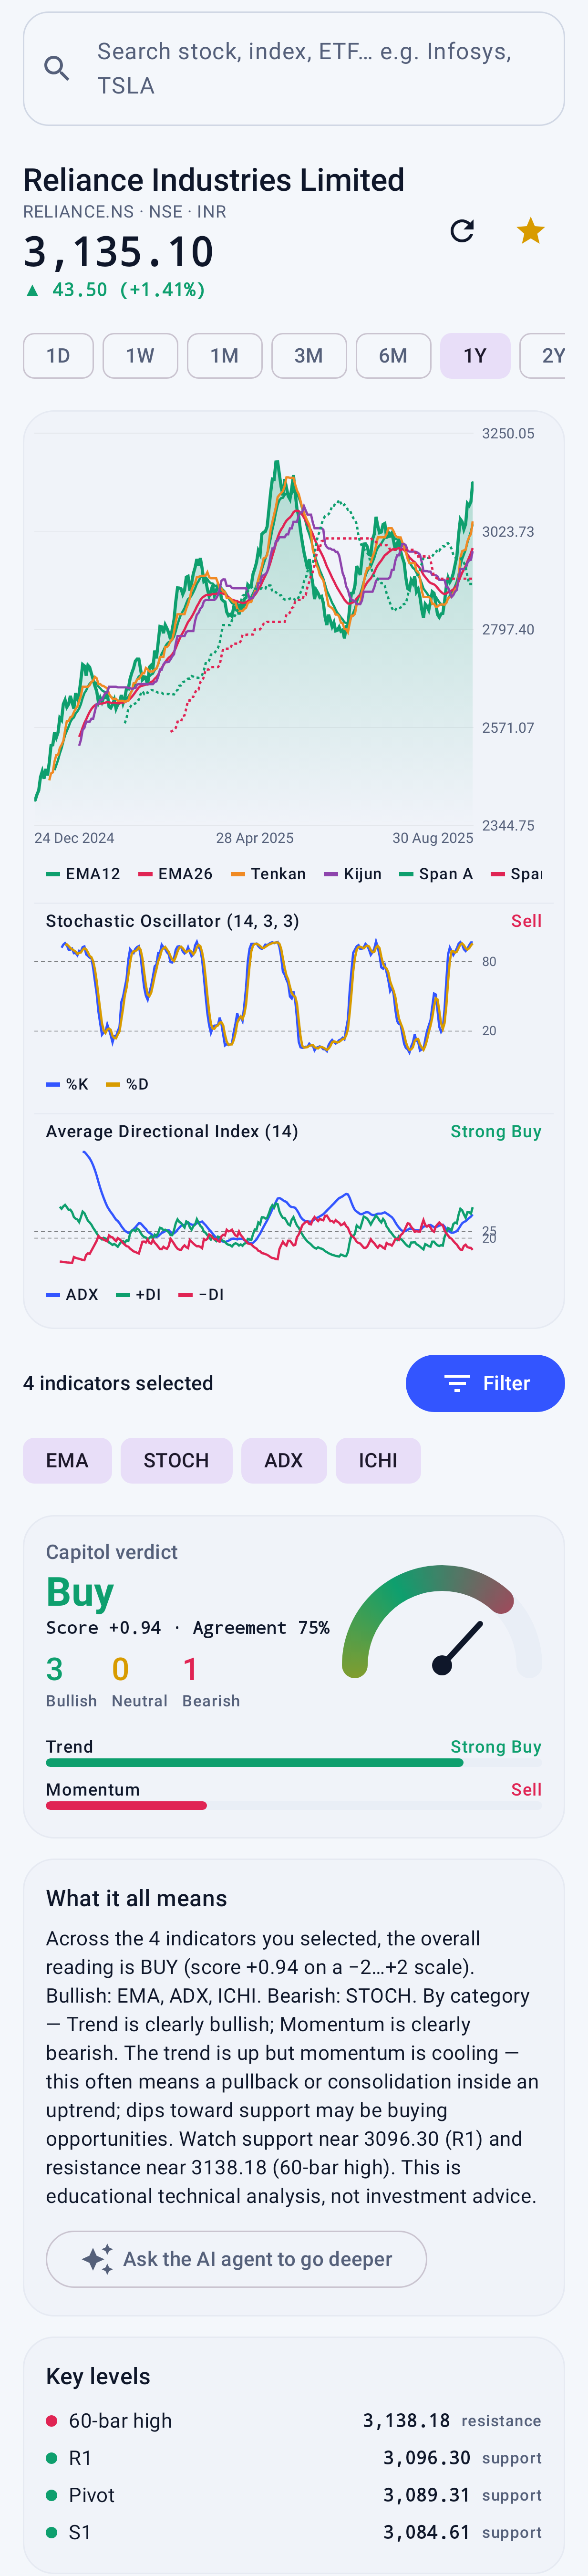 Search stock, index, ETF… e.g. Infosys,
TSLA
Reliance Industries Limited
RELIANCE.NS · NSE · INR
3,135.10
▲ 43.50 (+1.41%)
1D 1W 1M 3M 6M 1Y 2Y
3250.05
3023.73
2797.40
2571.07
2344.75
24 Dec 2024 28 Apr 2025 30 Aug 2025
EMA12 EMA26 Tenkan Kijun Span A Span
Stochastic Oscillator (14, 3, 3) Sell
80
20
%K %D
Average Directional Index (14) Strong Buy
25
20
ADX +DI −DI
4 indicators selected
Filter
EMA STOCH ADX ICHI
Capitol verdict
Buy
Score +0.94 · Agreement 75%
3 0 1
Bullish Neutral Bearish
Trend Strong Buy
Momentum Sell
What it all means
Across the 4 indicators you selected, the overall
reading is BUY (score +0.94 on a −2…+2 scale).
Bullish: EMA, ADX, ICHI. Bearish: STOCH. By category
— Trend is clearly bullish; Momentum is clearly
bearish. The trend is up but momentum is cooling —
this often means a pullback or consolidation inside an
uptrend; dips toward support may be buying
opportunities. Watch support near 3096.30 (R1) and
resistance near 3138.18 (60-bar high). This is
educational technical analysis, not investment advice.
Ask the AI agent to go deeper
Key levels
60-bar high 3,138.18 resistance
R1 3,096.30 support
Pivot 3,089.31 support
S1 3,084.61 support